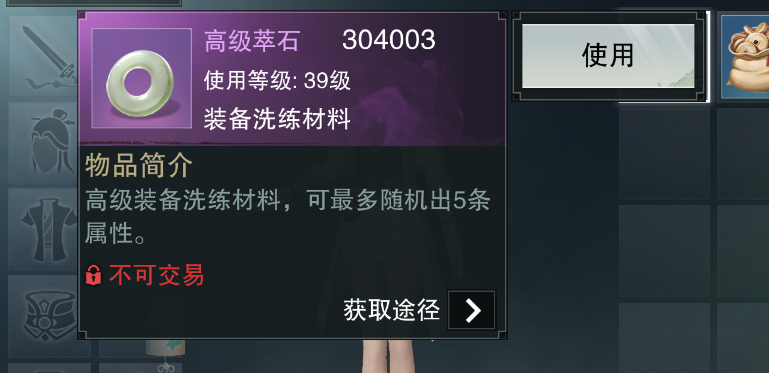 高级萃石 304003
使用
使用等级: 39级
装备洗练材料
物品简介
高级装备洗练材料，可最多随机出5条
属性。
不可交易
获取途径